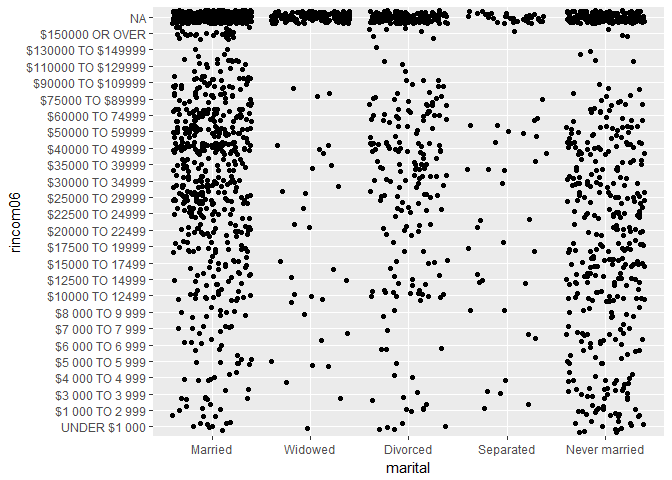 NA
$150000 OR OVER
$130000 TO $149999
$110000 TO $129999
$90000 TO $109999
$75000 TO $89999
$60000 TO 74999
$50000 TO 59999
$40000 TO 49999
$35000 TO 39999
$30000 TO 34999
$25000 TO 29999
$22500 TO 24999
$20000 TO 22499
$17500 TO 19999
$15000 TO 17499
$12500 TO 14999
$10000 TO 12499
$8 000 TO 9 999
$7 000 TO 7 999
$6 000 TO 6 999
$5 000 TO 5 999
$4 000 TO 4 999
$3 000 TO 3 999
$1 000 TO 2 999
UNDER $1 000
rincom06
Married Widowed Divorced Separated Never married
marital